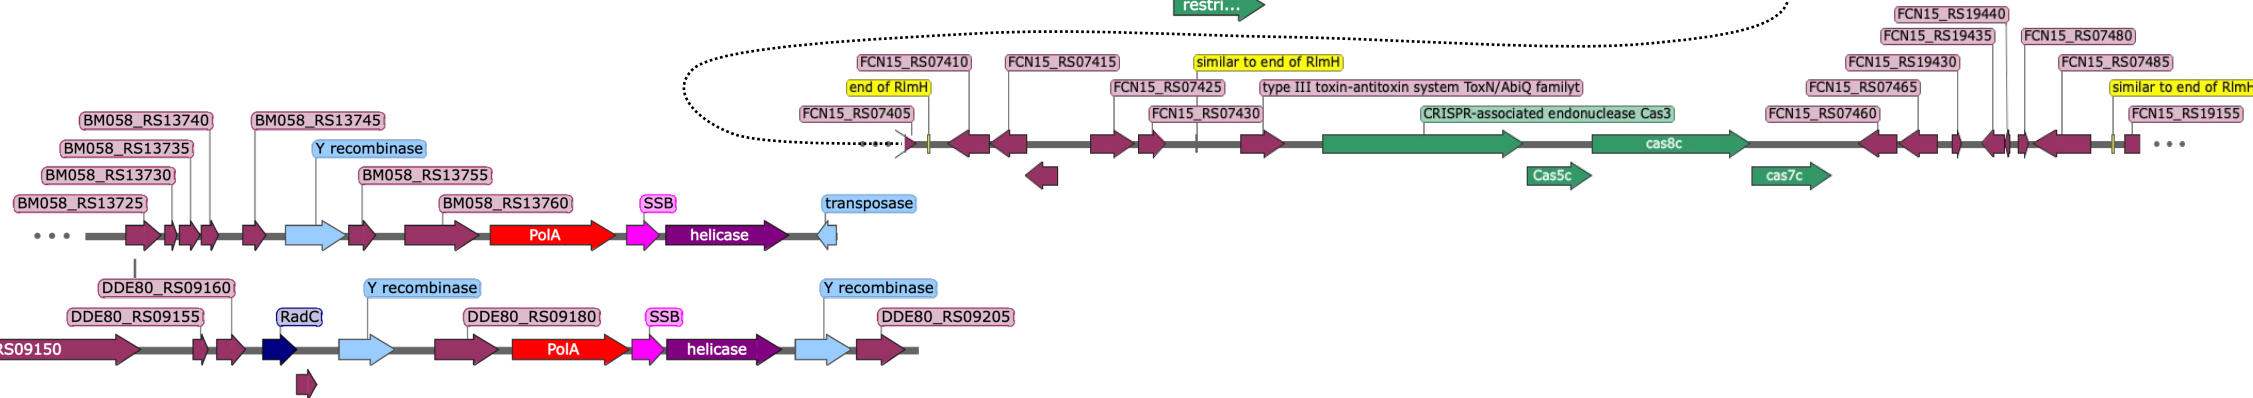 restri...
FCN15_RS19440
FCN15_RS19435
FCN15_RS07480
FCN15_RS07410
FCN15_RS07415
similar to end of RlmH
FCN15_RS19430
FCN15_RS07485
end of RlmH
FCN15_RS07425
type III toxin-antitoxin system ToxN/AbiQ familyt
FCN15_RS07465
similar to end of RlmH
FCN15_RS07405
FCN15_RS07430
CRISPR-associated endonuclease Cas3
FCN15_RS07460
FCN15_RS19155
cas8c
Cas5c
cas7c
BM058_RS13740
BM058_RS13745
BM058_RS13735
Y recombinase
BM058_RS13730
BM058_RS13755
BM058_RS13725
BM058_RS13760
SSB
transposase
PolA
helicase
DDE80_RS09160
Y recombinase
Y recombinase
DDE80_RS09155
RadC
DDE80_RS09180
SSB
DDE80_RS09205
RS09150
PolA
helicase